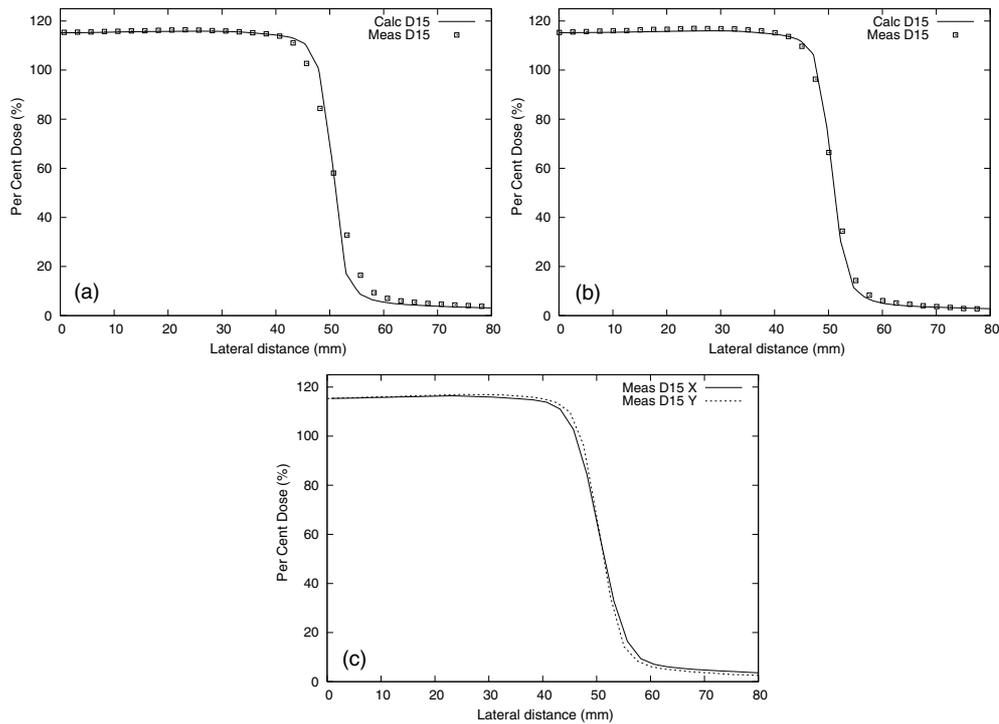 120
100
80
60
40
20
0
Per Cent Dose (%)
Calc D15
Meas D15
(a)
0 10 20 30 40 50 60 70 80
Lateral distance (mm)
120
100
80
60
40
20
0
Per Cent Dose (%)
Calc D15
Meas D15
(b)
0 10 20 30 40 50 60 70 80
Lateral distance (mm)
120
100
80
60
40
20
0
Per Cent Dose (%)
Meas D15 X
Meas D15 Y
(c)
0 10 20 30 40 50 60 70 80
Lateral distance (mm)